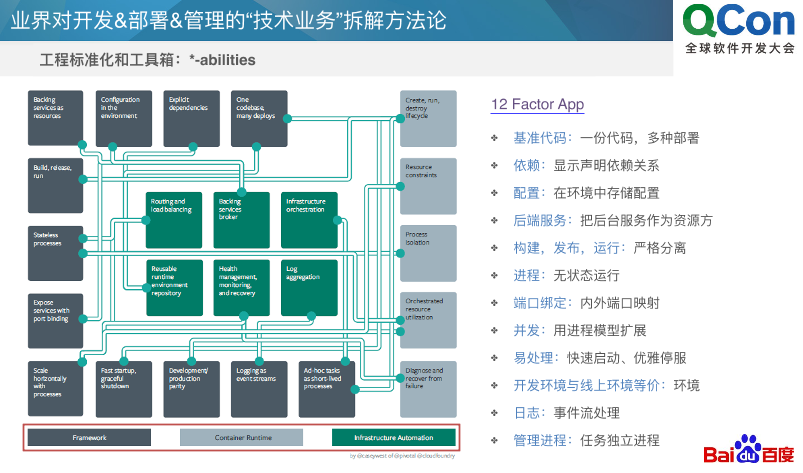 业界对开发&部署&管理的“技术业务”拆解方法论
QCon
全球软件开发大会
工程标准化和工具箱：*-abilities
Backing
services as
resources
Configuration
in the
environment
Explicit
dependencies
One
codebase,
many deploys
Create, run,
destroy
lifecycle
Build, release,
run
Resource
constraints
Routing and
load balancing
Backing
services
broker
Infrastructure
orchestration
Stateless
processes
Process
isolation
Reusable
runtime
environment
repository
Health
management,
monitoring,
and recovery
Log
aggregation
Expose
services with
port binding
Orchestrated
resource
utilization
Scale
horizontally
with
processes
Fast startup,
graceful
shutdown
Development/
production
parity
Logging as
event streams
Ad-hoc tasks
as short-lived
processes
Diagnose and
recover from
failure
Framework
Container Runtime
Infrastructure Automation
by @caseywest of @pivotal @cloudfoundry
12 Factor App
基准代码：一份代码，多种部署
依赖：显示声明依赖关系
配置：在环境中存储配置
后端服务：把后台服务作为资源方
构建，发布，运行：严格分离
进程：无状态运行
端口绑定：内外端口映射
并发：用进程模型扩展
易处理：快速启动、优雅停服
开发环境与线上环境等价：环境
日志：事件流处理
管理进程：任务独立进程
Bai du 百度